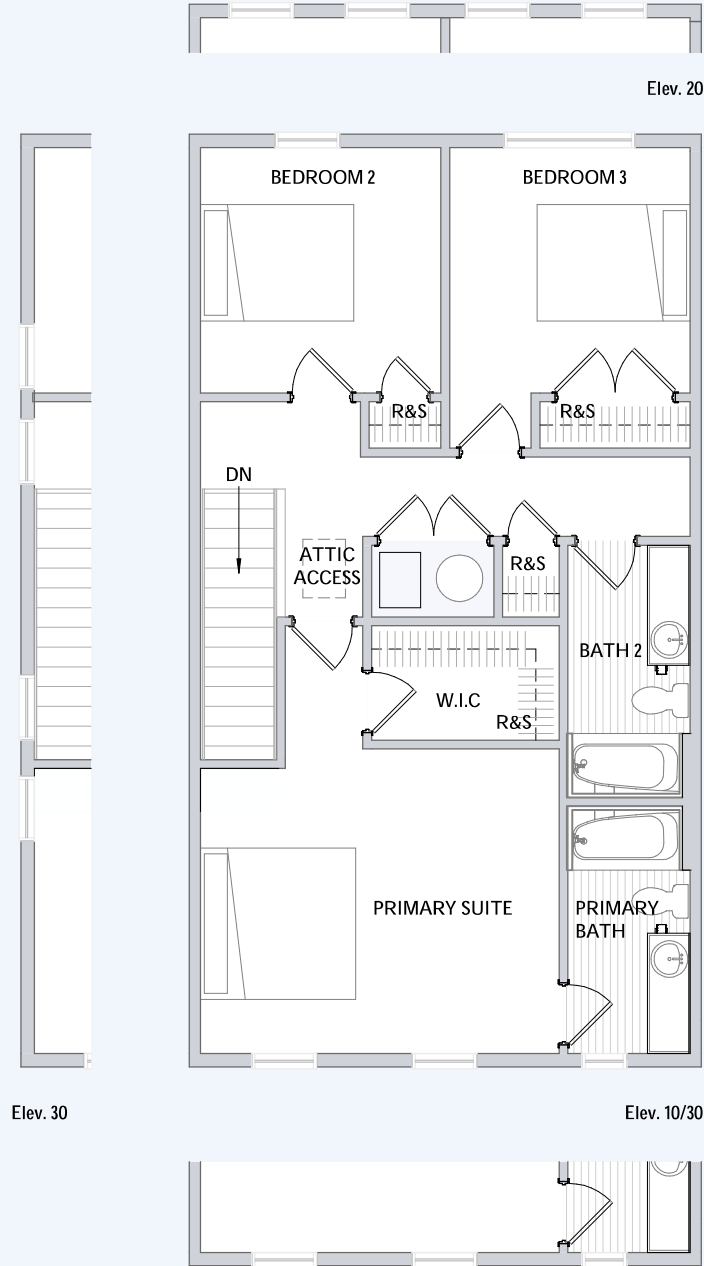 Elev. 20
BEDROOM 2
BEDROOM 3
R&S
R&S
DN
ATTIC
ACCESS
R&S
BATH 2
W.I.C
R&S
PRIMARY SUITE
PRIMARY
BATH
Elev. 30
Elev. 10/30